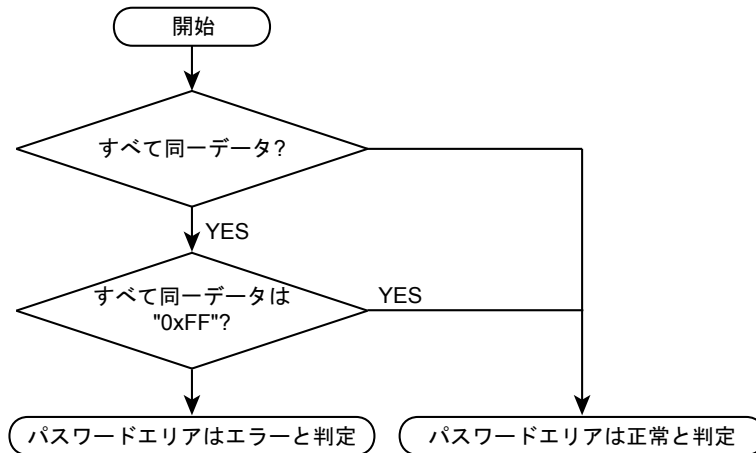 開始
すべて同一データ?
YES
すべて同一データは
"0xFF"?
YES
パスワードエリアはエラーと判定
パスワードエリアは正常と判定